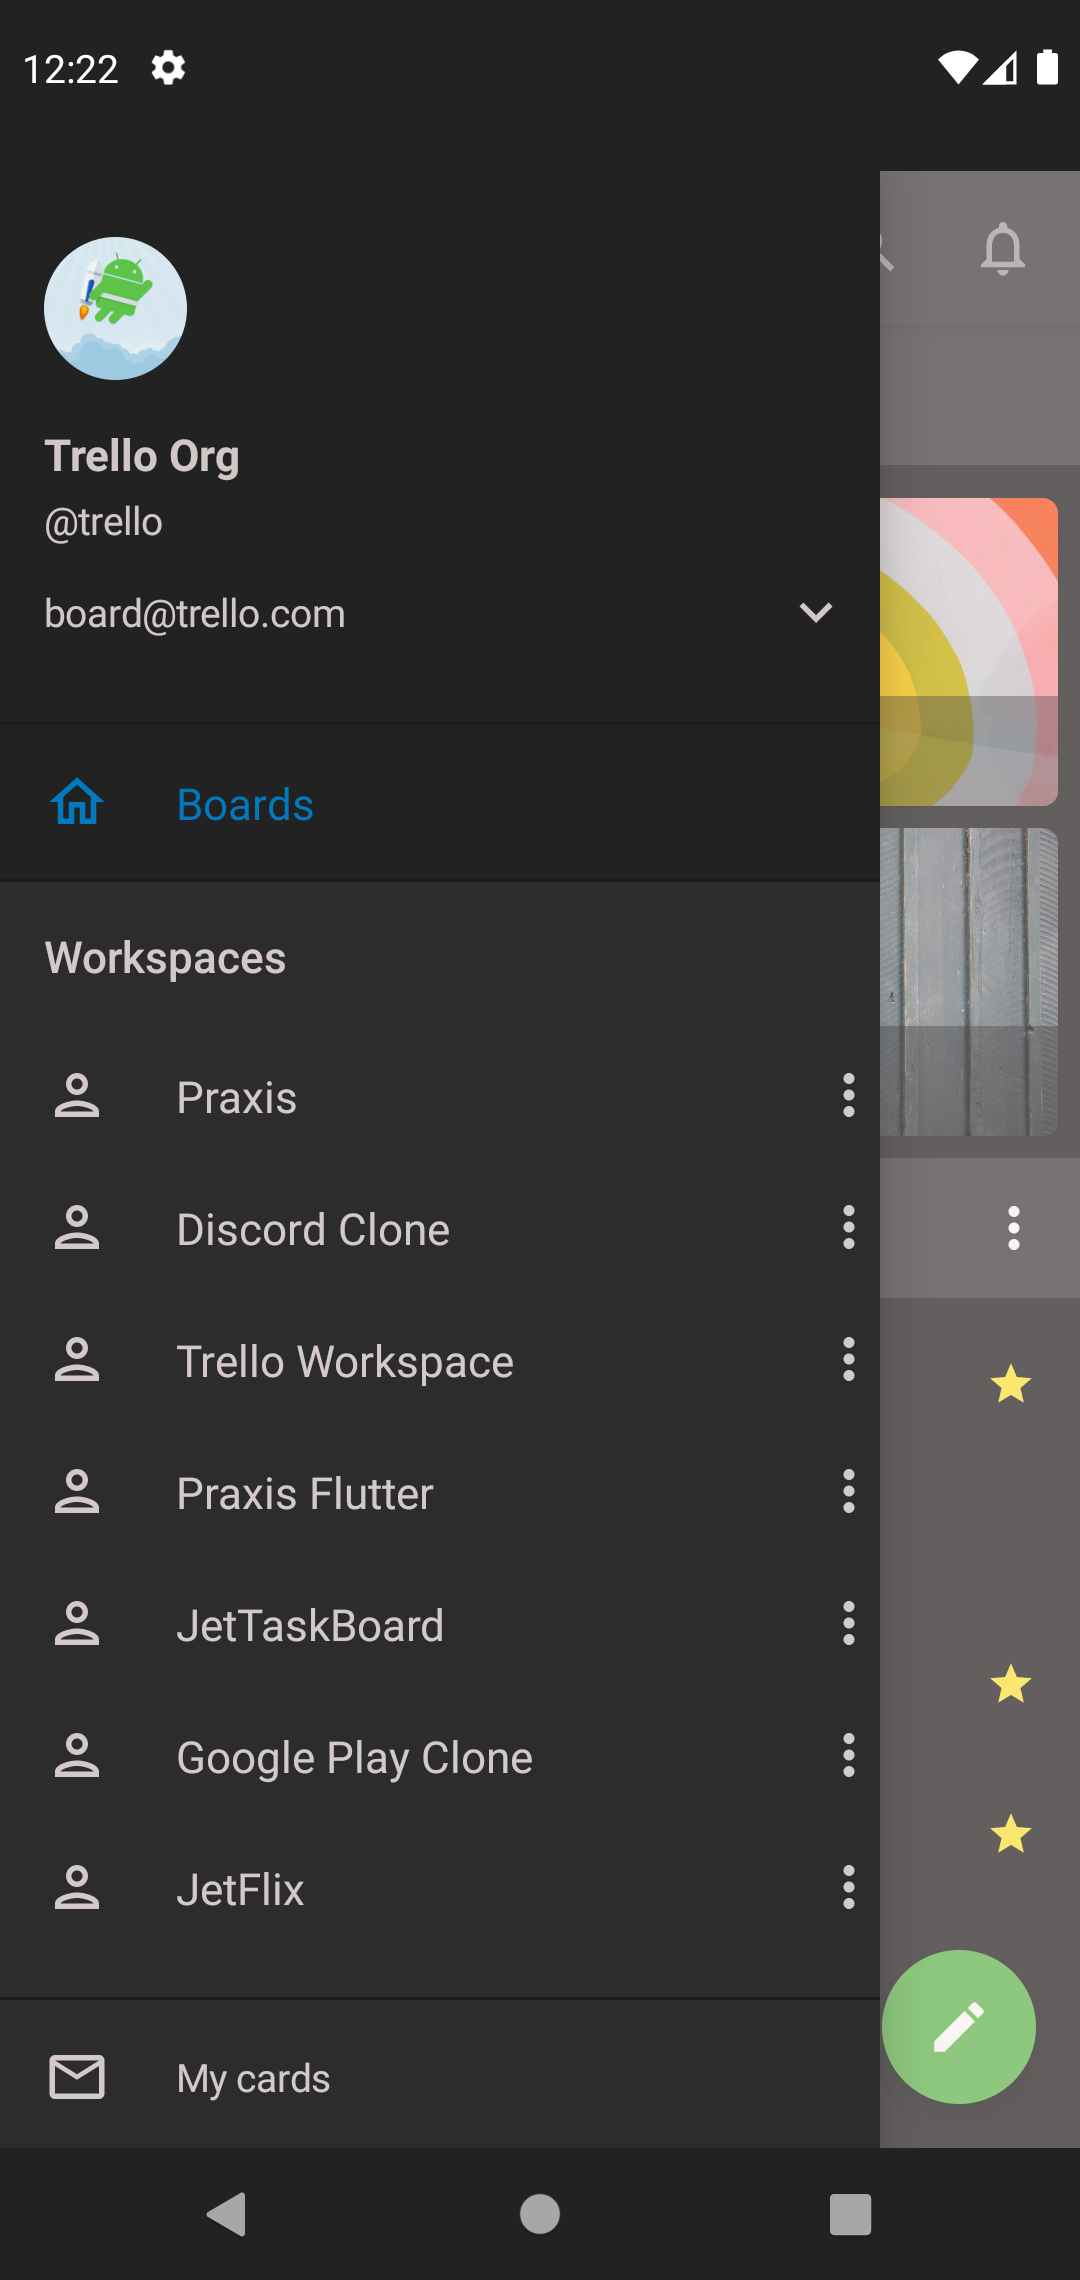 12:22
Trello Org
@trello
board@trello.com
Boards
Workspaces
Praxis
Discord Clone
Trello Workspace
Praxis Flutter
JetTaskBoard
Google Play Clone
JetFlix
My cards